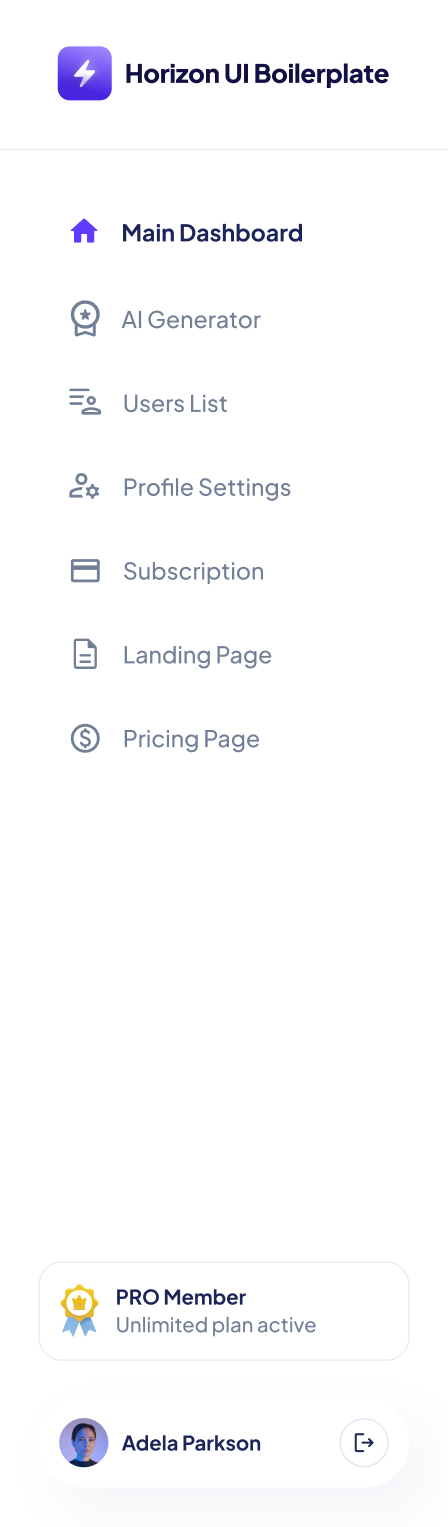 Horizon UI Boilerplate
Main Dashboard
AI Generator
Users List
Profile Settings
Subscription
Landing Page
Pricing Page
PRO Member
Unlimited plan active
Adela Parkson